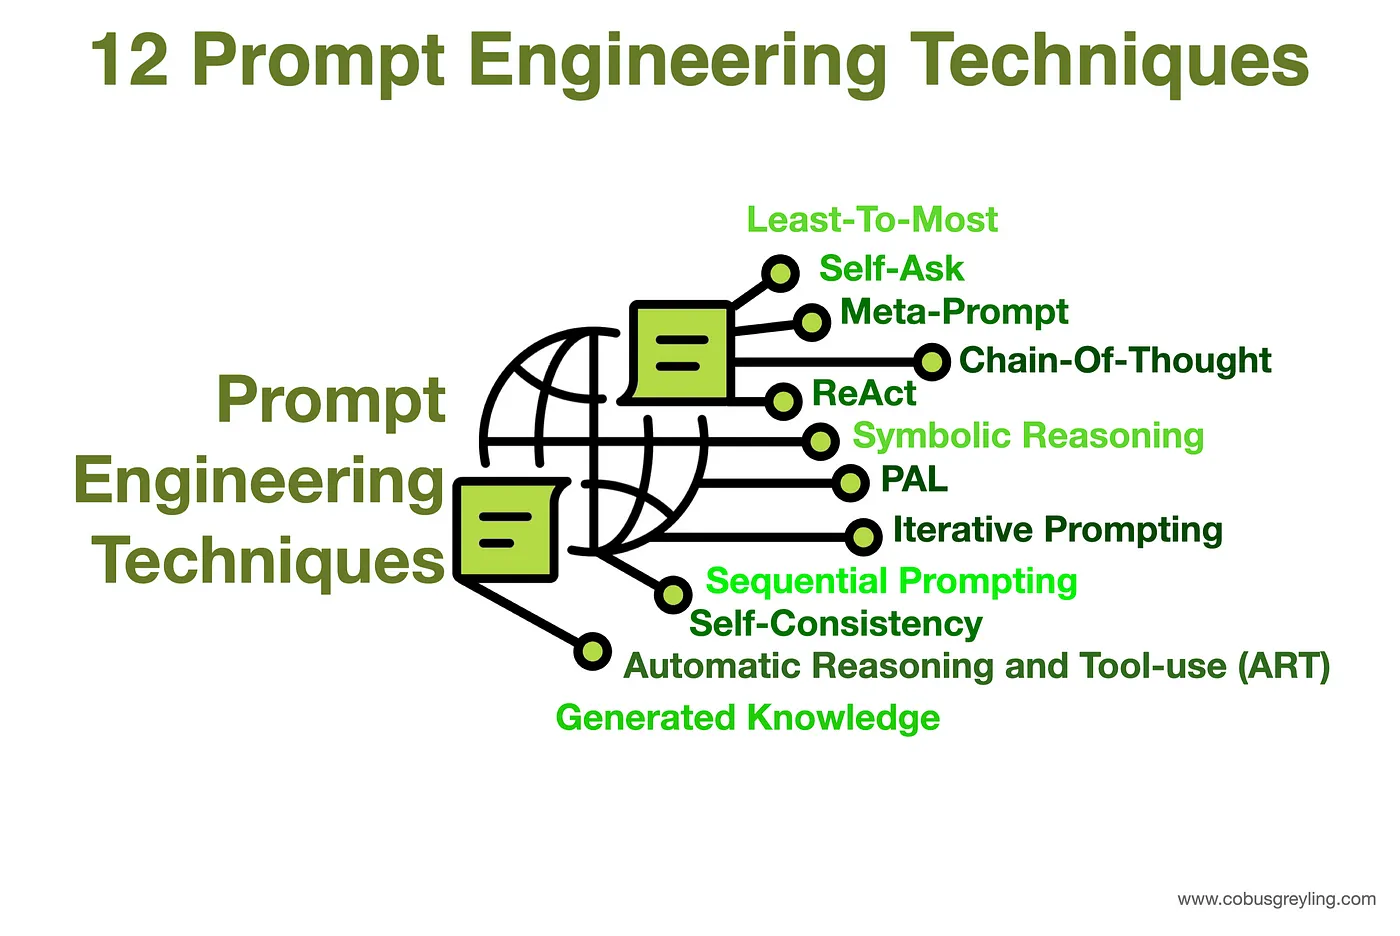 12 Prompt Engineering Techniques
Least-To-Most
Self-Ask
Meta-Prompt
Chain-Of-Thought
ReAct
Symbolic Reasoning
PAL
Iterative Prompting
Sequential Prompting
Self-Consistency
Automatic Reasoning and Tool-use (ART)
Generated Knowledge
Prompt
Engineering
Techniques
www.cobusgreyling.com